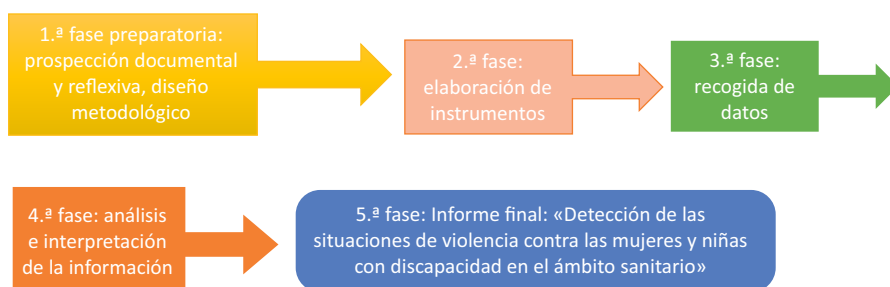 1.ª fase preparatoria:
prospección documental
y reflexiva, diseño
metodológico
2.ª fase:
elaboración de
instrumentos
3.ª fase:
recogida de
datos
4.ª fase: análisis
e interpretación
de la información
5.ª fase: Informe final: «Detección de las
situaciones de violencia contra las mujeres y niñas
con discapacidad en el ámbito sanitario»